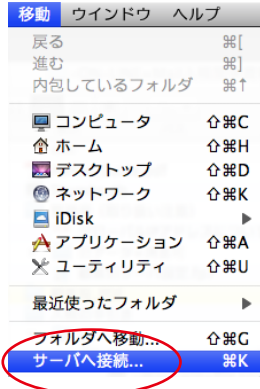 移動 ウインドウ ヘルプ
戻る ⌘[
進む ⌘]
内包しているフォルダ ⌘↑
コンピュータ ⇧⌘C
ホーム ⇧⌘H
デスクトップ ⇧⌘D
ネットワーク ⇧⌘K
iDisk ▶
アプリケーション ⇧⌘A
ユーティリティ ⇧⌘U
最近使ったフォルダ ▶
フォルダへ移動... ⇧⌘G
サーバへ接続... ⌘K